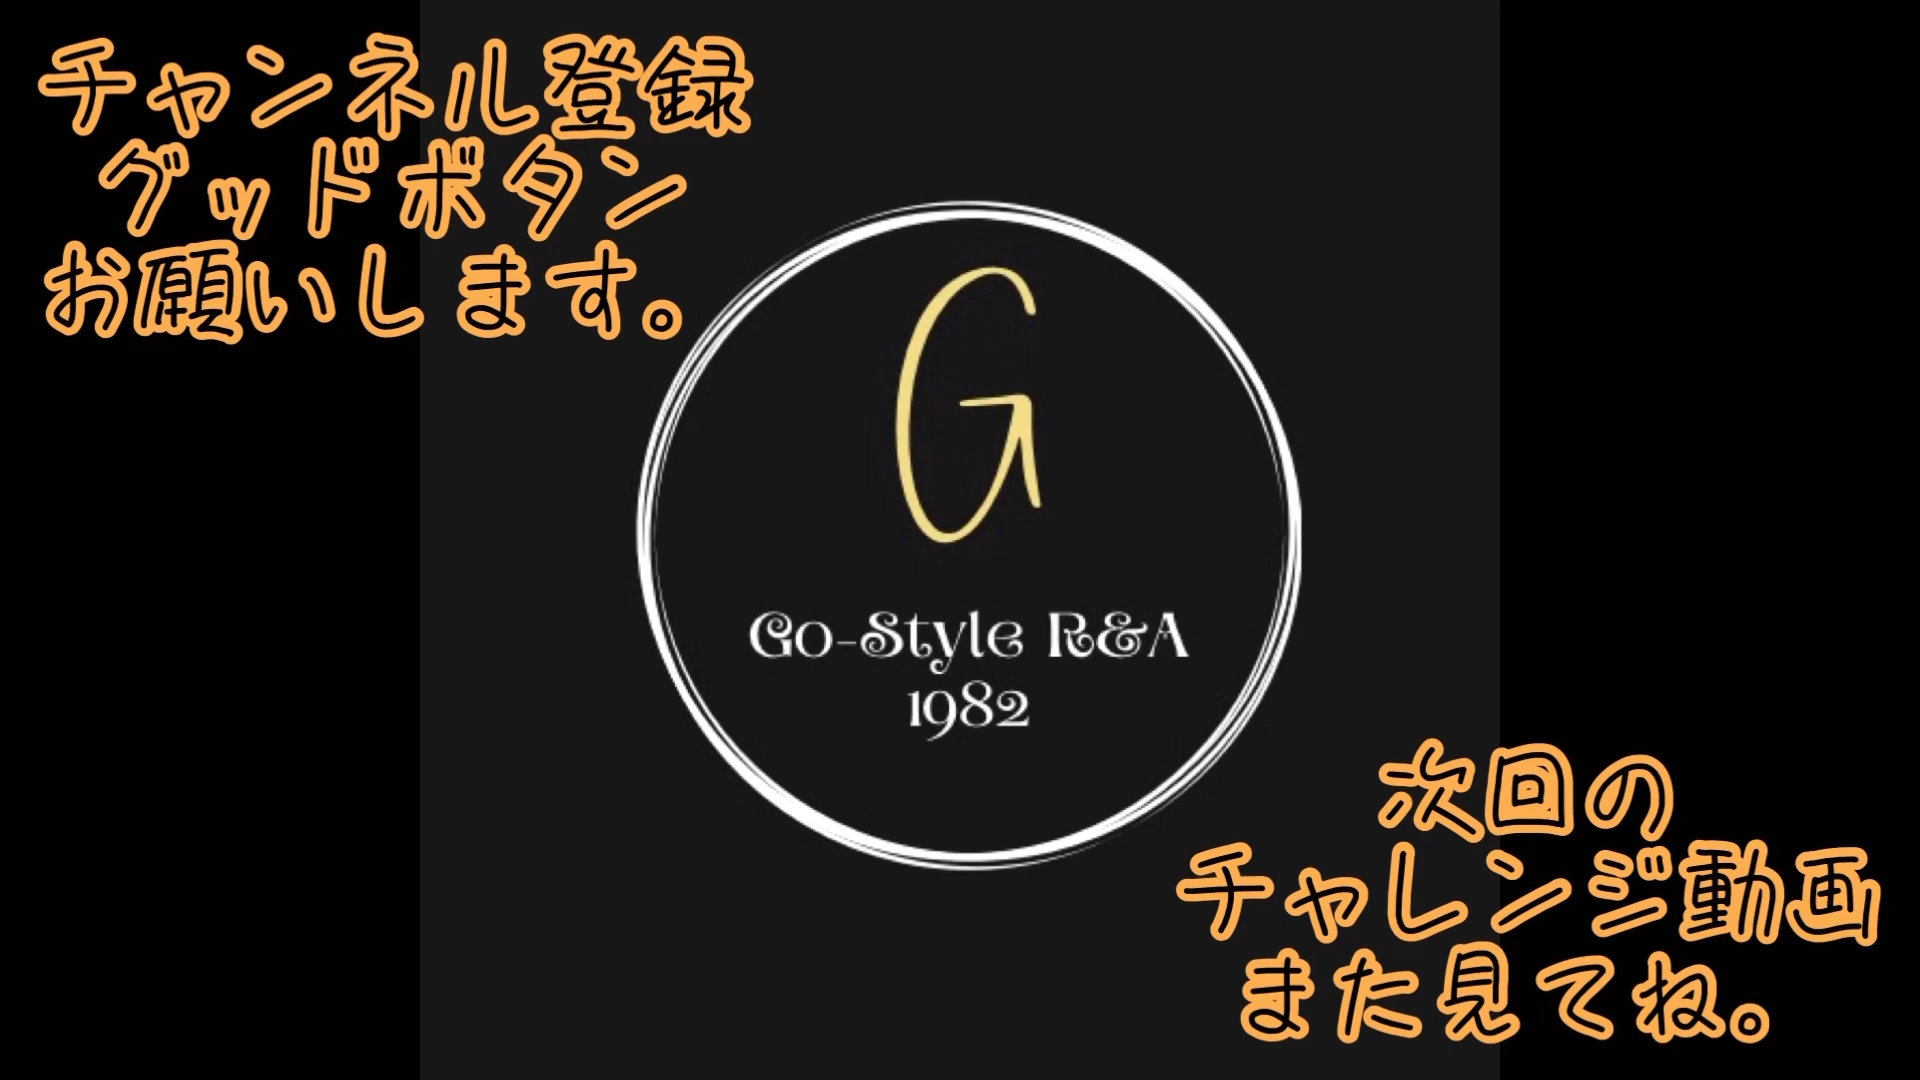 チャンネル登録
グッドボタン
お願いします。
G
Go-Style R&A
1982
次回の
チャレンジ動画
また見てね。